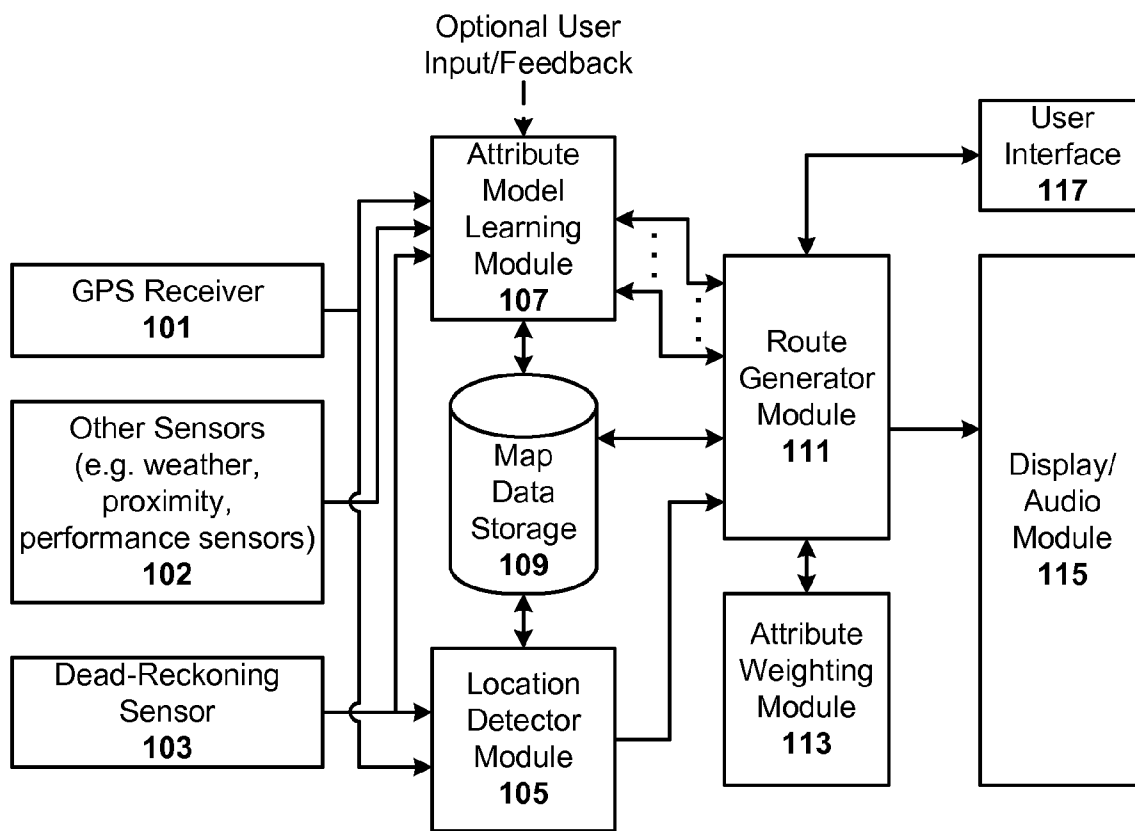 Optional User
Input/Feedback
Attribute
Model
Learning
Module
107
User
Interface
117
GPS Receiver
101
Other Sensors
(e.g. weather,
proximity,
performance sensors)
102
Dead-Reckoning
Sensor
103
Map
Data
Storage
109
Location
Detector
Module
105
Route
Generator
Module
111
Attribute
Weighting
Module
113
Display/
Audio
Module
115